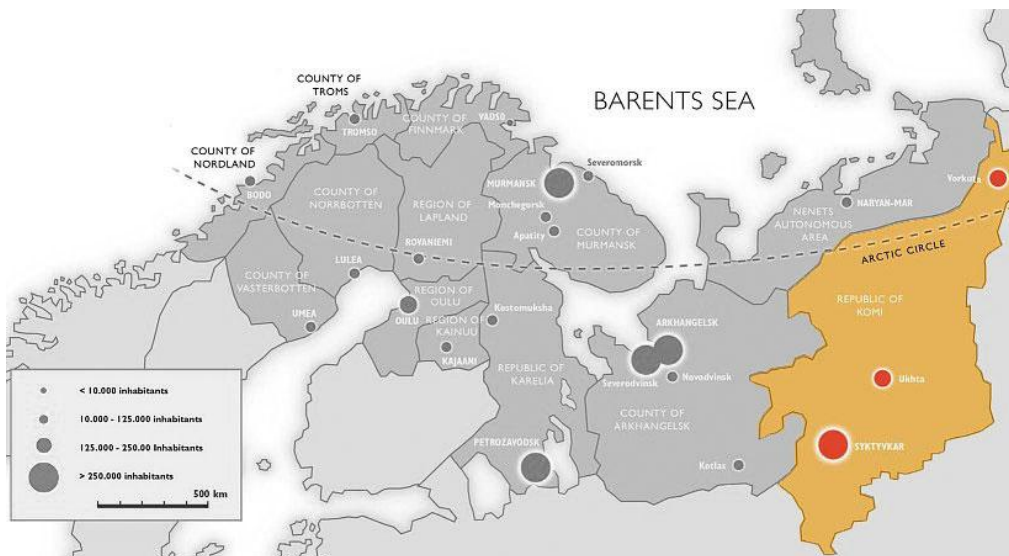 COUNTY OF
TROMS
BARENTS SEA
VADSO
COUNTY OF
FINNMARK
TROMSO
COUNTY OF
NORDLAND
Severomorsk
MURMANSK
Vorkuta
BODO
COUNTY OF
NORRBOTTEN
REGION OF
LAPLAND
Monchegorsk
NARYAN-MAR
NENETS
AUTONOMOUS
AREA
Apatity
COUNTY OF
MURMANSK
ROVANIEMI
ARCTIC CIRCLE
LULEA
COUNTY OF
VASTERBOTTEN
REGION OF
OULU
REPUBLIC OF
KOMI
Kostomuksha
UMEA
OULU
REGION OF
KAINUU
ARKHANGELSK
KAJAANI
REPUBLIC OF
KARELIA
Severodvinsk
Novodvinsk
Ukhta
COUNTY OF
ARKHANGELSK
PETROZAVODSK
SYKTYVKAR
Kotlas
< 10.000 inhabitants
10.000 - 125.000 inhabitants
125.000 - 250.00 Inhabitants
> 250.000 inhabitants
500 km